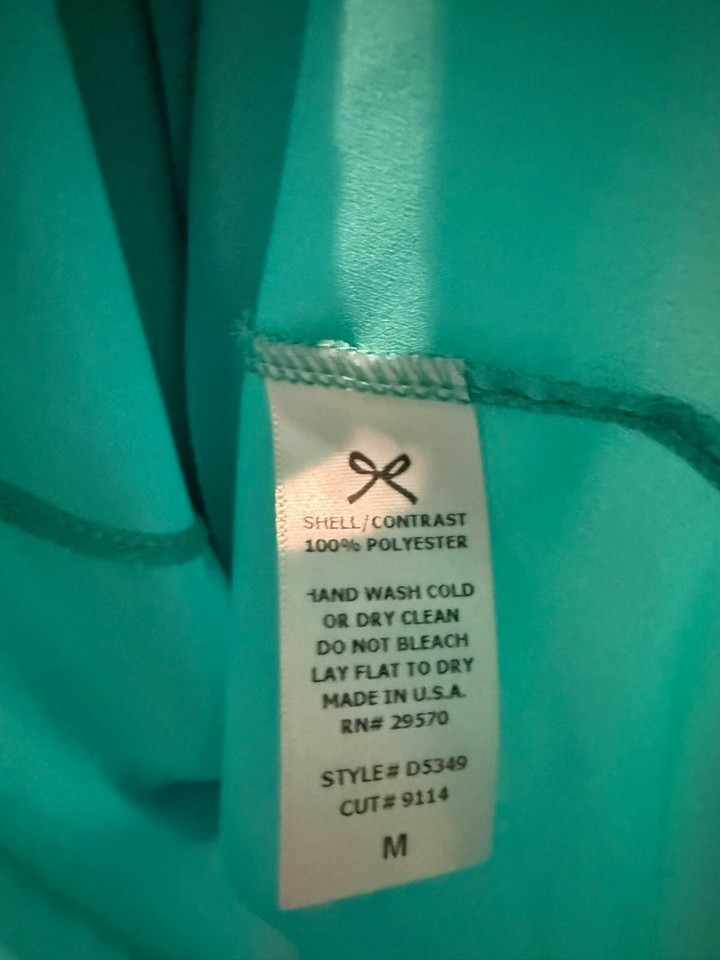 SHELL/CONTRAST
100% POLYESTER
HAND WASH COLD
OR DRY CLEAN
DO NOT BLEACH
LAY FLAT TO DRY
MADE IN U.S.A.
RN# 29570
STYLE# D5349
CUT# 9114
M